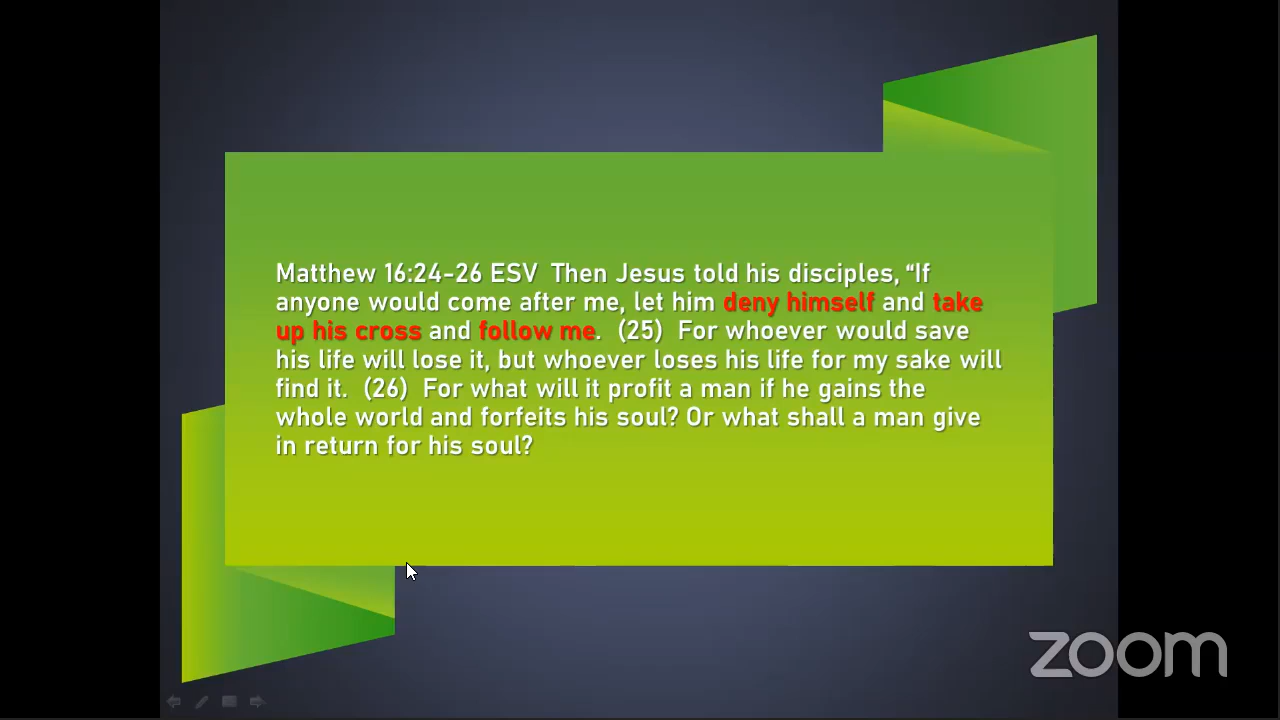 Matthew 16:24-26 ESV  Then Jesus told his disciples, “If
anyone would come after me, let him deny himself and take
up his cross and follow me.  (25)  For whoever would save
his life will lose it, but whoever loses his life for my sake will
find it.  (26)  For what will it profit a man if he gains the
whole world and forfeits his soul? Or what shall a man give
in return for his soul?
zoom